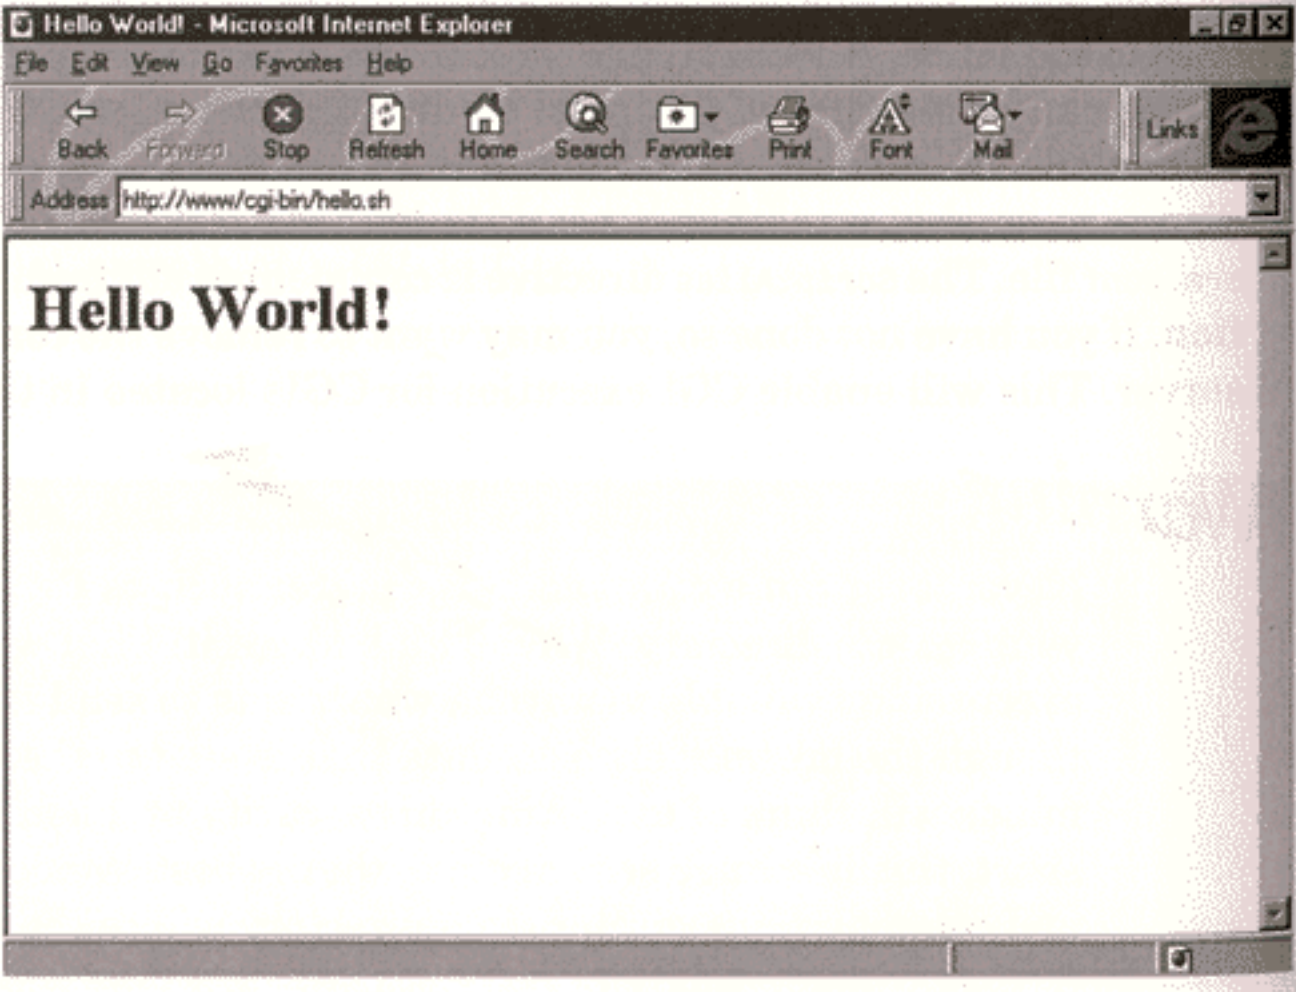 Hello World! - Microsoft Internet Explorer
File Edit View Go Favorites Help
Back Forward Stop Refresh Home Search Favorites Print Font Mail Links
Address http://www/cgi-bin/hello.sh
Hello World!